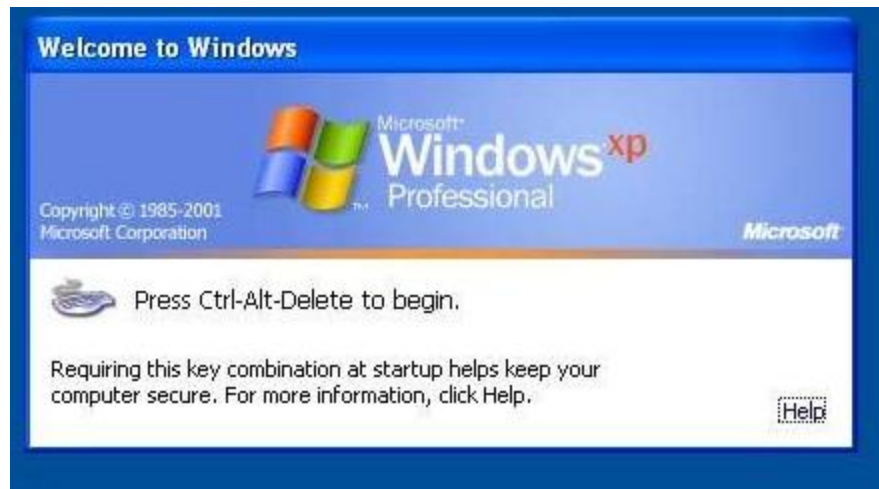 Welcome to Windows
Microsoft®
Windows xp
Professional
TM
Copyright © 1985-2001
Microsoft Corporation
Microsoft
Press Ctrl-Alt-Delete to begin.
Requiring this key combination at startup helps keep your
computer secure. For more information, click Help.
Help